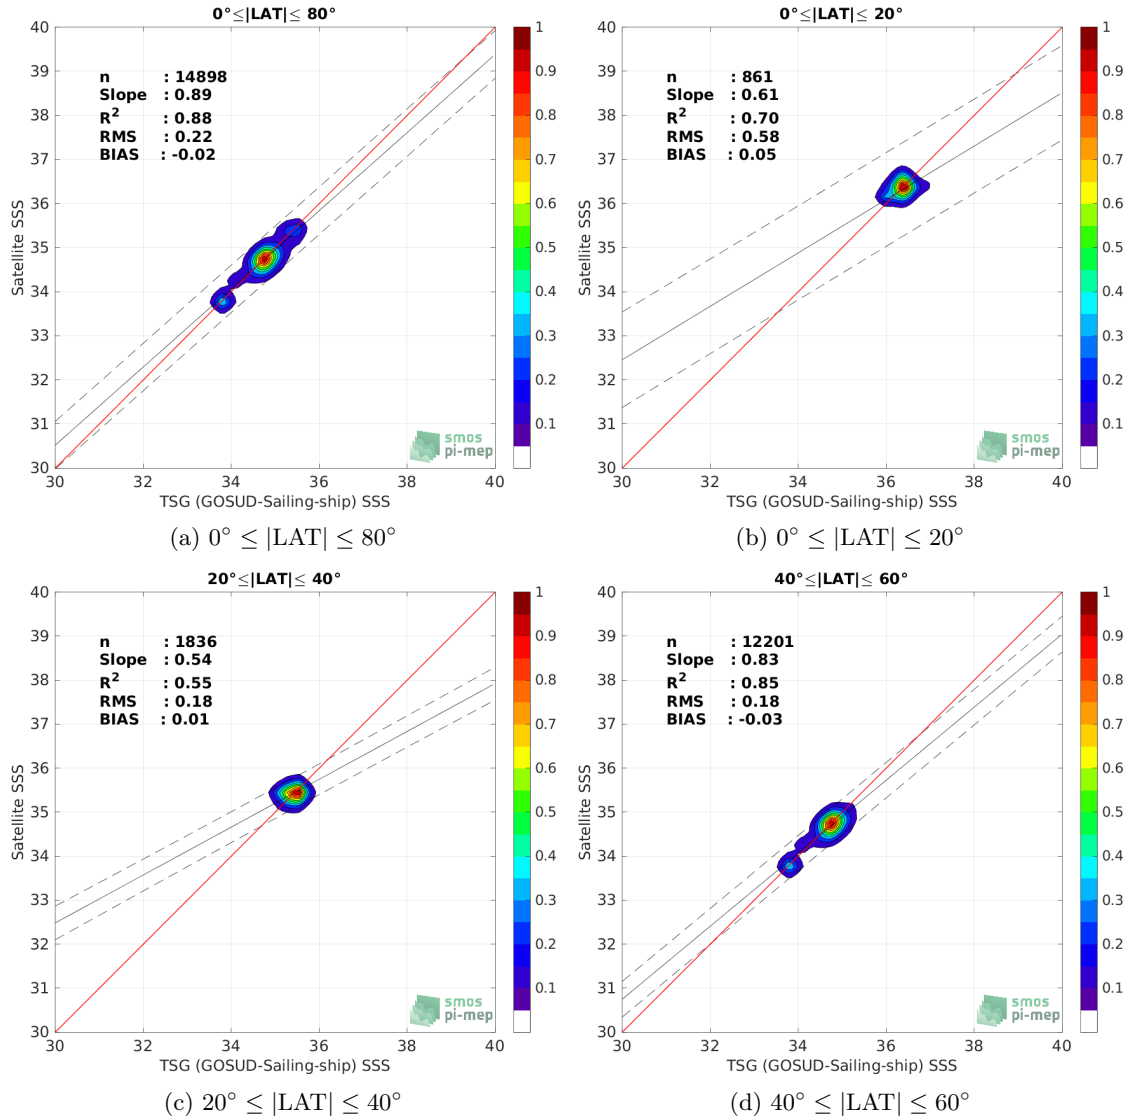 0°≤|LAT|≤ 80°
40
39
38
37
36
35
34
33
32
31
30
Satellite SSS
n : 14898
Slope : 0.89
R² : 0.88
RMS : 0.22
BIAS : -0.02
smos
pi-mep
30 32 34 36 38 40
TSG (GOSUD-Sailing-ship) SSS
1
0.9
0.8
0.7
0.6
0.5
0.4
0.3
0.2
0.1
(a) 0° ≤ |LAT| ≤ 80°
0°≤|LAT|≤ 20°
40
39
38
37
36
35
34
33
32
31
30
Satellite SSS
n : 861
Slope : 0.61
R² : 0.70
RMS : 0.58
BIAS : 0.05
smos
pi-mep
30 32 34 36 38 40
TSG (GOSUD-Sailing-ship) SSS
1
0.9
0.8
0.7
0.6
0.5
0.4
0.3
0.2
0.1
(b) 0° ≤ |LAT| ≤ 20°
20°≤|LAT|≤ 40°
40
39
38
37
36
35
34
33
32
31
30
Satellite SSS
n : 1836
Slope : 0.54
R² : 0.55
RMS : 0.18
BIAS : 0.01
smos
pi-mep
30 32 34 36 38 40
TSG (GOSUD-Sailing-ship) SSS
1
0.9
0.8
0.7
0.6
0.5
0.4
0.3
0.2
0.1
(c) 20° ≤ |LAT| ≤ 40°
40°≤|LAT|≤ 60°
40
39
38
37
36
35
34
33
32
31
30
Satellite SSS
n : 12201
Slope : 0.83
R² : 0.85
RMS : 0.18
BIAS : -0.03
smos
pi-mep
30 32 34 36 38 40
TSG (GOSUD-Sailing-ship) SSS
1
0.9
0.8
0.7
0.6
0.5
0.4
0.3
0.2
0.1
(d) 40° ≤ |LAT| ≤ 60°